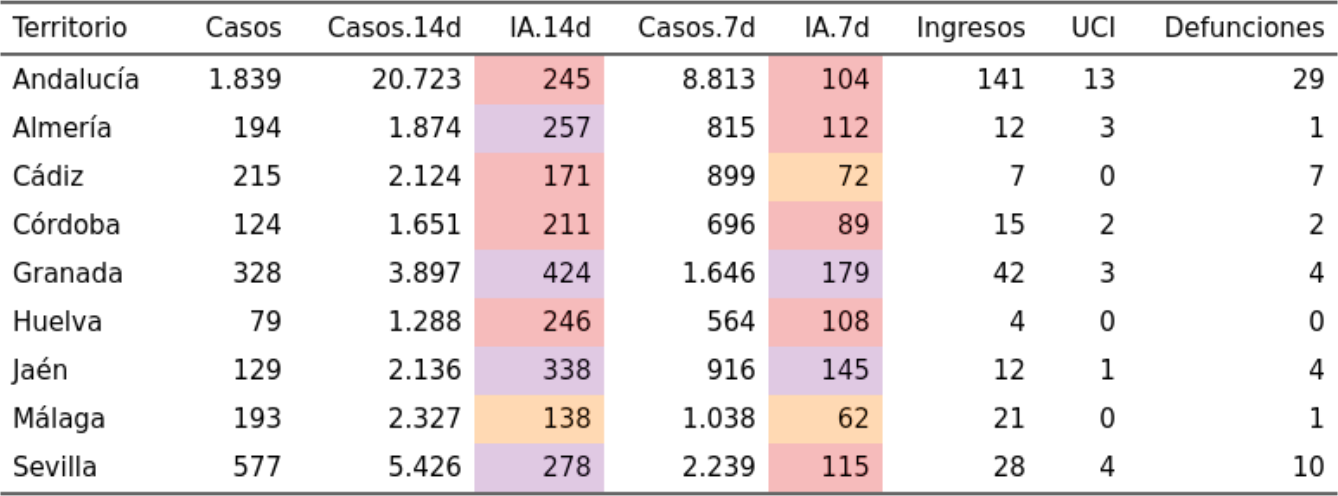 Territorio Casos Casos.14d IA.14d Casos.7d IA.7d Ingresos UCI Defunciones
Andalucía 1.839 20.723 245 8.813 104 141 13 29
Almería 194 1.874 257 815 112 12 3 1
Cádiz 215 2.124 171 899 72 7 0 7
Córdoba 124 1.651 211 696 89 15 2 2
Granada 328 3.897 424 1.646 179 42 3 4
Huelva 79 1.288 246 564 108 4 0 0
Jaén 129 2.136 338 916 145 12 1 4
Málaga 193 2.327 138 1.038 62 21 0 1
Sevilla 577 5.426 278 2.239 115 28 4 10